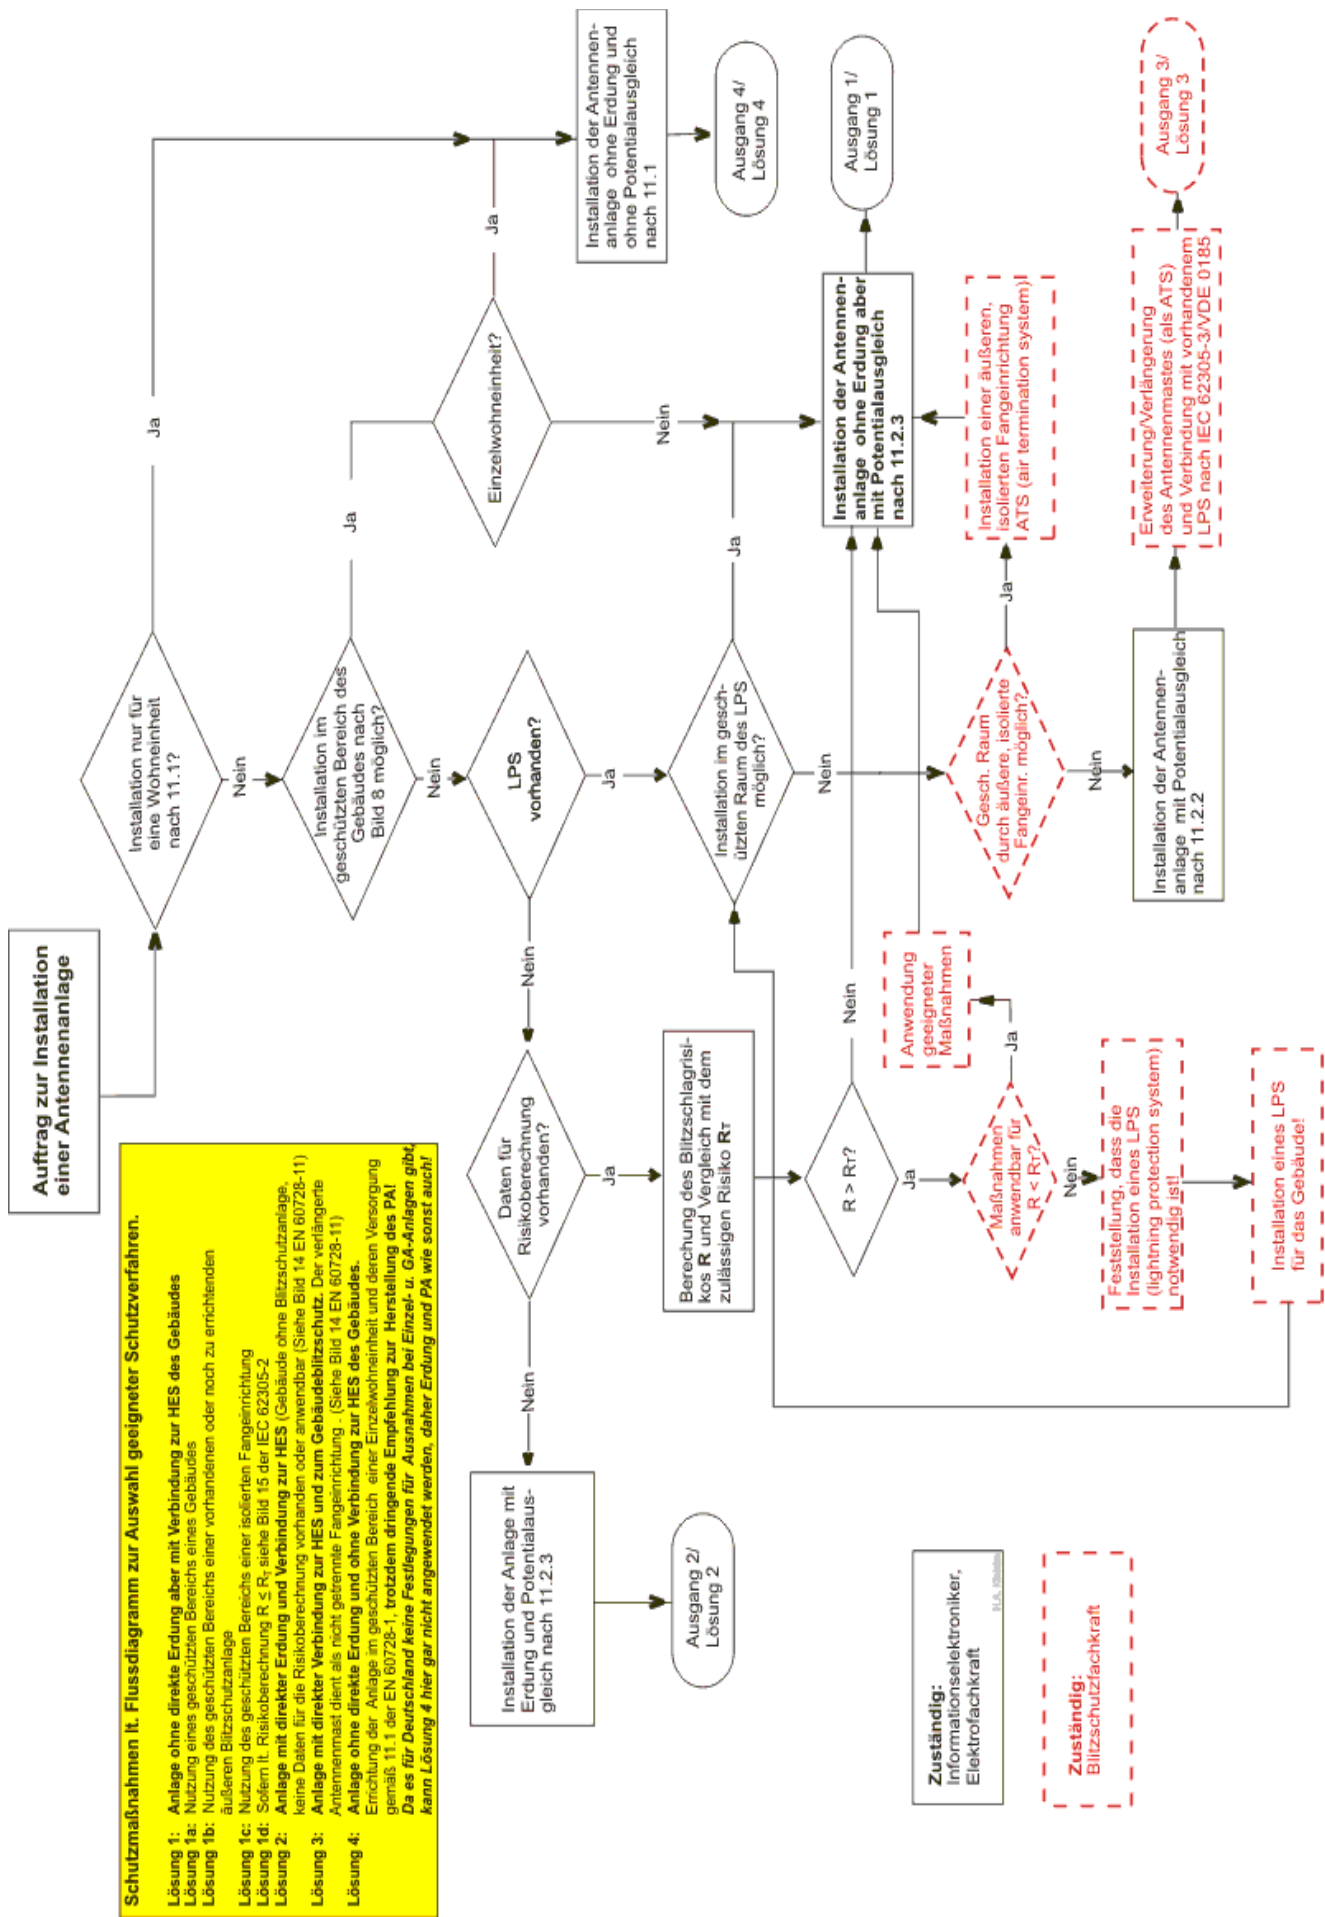 Auftrag zur Installation
einer Antennenanlage
Schutzmaßnahmen lt. Flussdiagramm zur Auswahl geeigneter Schutzverfahren.
Lösung 1: Anlage ohne direkte Erdung aber mit Verbindung zur HES des Gebäudes
Lösung 1a: Nutzung eines geschützten Bereichs eines Gebäudes
Lösung 1b: Nutzung des geschützten Bereichs einer vorhandenen oder noch zu errichtenden
äußeren Blitzschutzanlage
Lösung 1c: Nutzung des geschützten Bereichs einer isolierten Fangeinrichtung
Lösung 1d: Sofern lt. Risikoberechnung R ≤ RT siehe Bild 15 der IEC 62305-2
Lösung 2: Anlage mit direkter Erdung und Verbindung zur HES (Gebäude ohne Blitzschutzanlage,
keine Daten für die Risikoberechnung vorhanden oder anwendbar (Siehe Bild 14 EN 60728-11)
Lösung 3: Anlage mit direkter Verbindung zur HES und zum Gebäudeblitzschutz. Der verlängerte
Antennenmast dient als nicht getrennte Fangeinrichtung . (Siehe Bild 14 EN 60728-11)
Lösung 4: Anlage ohne direkte Erdung und ohne Verbindung zur HES des Gebäudes.
Errichtung der Anlage im geschützten Bereich einer Einzelwohneinheit und deren Versorgung
gemäß 11.1 der EN 60728-1, trotzdem dringende Empfehlung zur Herstellung des PA!
Da es für Deutschland keine Festlegungen für Ausnahmen bei Einzel- u. GA-Anlagen gibt,
kann Lösung 4 hier gar nicht angewendet werden, daher Erdung und PA wie sonst auch!
Installation nur für
eine Wohneinheit
nach 11.1?
Ja
Nein
Installation im
geschützten Bereich des
Gebäudes nach
Bild 8 möglich?
Ja
Nein
Einzelwohneinheit?
Ja
Nein
Installation der Antennen-
anlage ohne Erdung und
ohne Potentialausgleich
nach 11.1
Ausgang 4/
Lösung 4
LPS
vorhanden?
Nein
Ja
Daten für
Risikoberechnung
vorhanden?
Nein
Ja
Installation der Anlage mit
Erdung und Potentialaus-
gleich nach 11.2.3
Ausgang 2/
Lösung 2
Installation im gesch-
ützten Raum des LPS
möglich?
Ja
Nein
Berechung des Blitzschlagrisi-
kos R und Vergleich mit dem
zulässigen Risiko RT
R > RT?
Nein
Ja
Installation der Antennen-
anlage ohne Erdung aber
mit Potentialausgleich
nach 11.2.3
Ausgang 1/
Lösung 1
Anwendung
geeigneter
Maßnahmen
Maßnahmen
anwendbar für
R < RT?
Ja
Nein
Gesch. Raum
durch äußere, isolierte
Fangeinr. möglich?
Ja
Nein
Installation einer äußeren,
isolierten Fangeinrichtung
ATS (air termination system)
Feststellung, dass die
Installation eines LPS
(lightning protection system)
notwendig ist!
Installation eines LPS
für das Gebäude!
Installation der Antennen-
anlage mit Potentialausgleich
nach 11.2.2
Erweiterung/Verlängerung
des Antennenmastes (als ATS)
und Verbindung mit vorhandenem
LPS nach IEC 62305-3/VDE 0185
Ausgang 3/
Lösung 3
Zuständig:
Informationselektroniker,
Elektrofachkraft
Zuständig:
Blitzschutzfachkraft